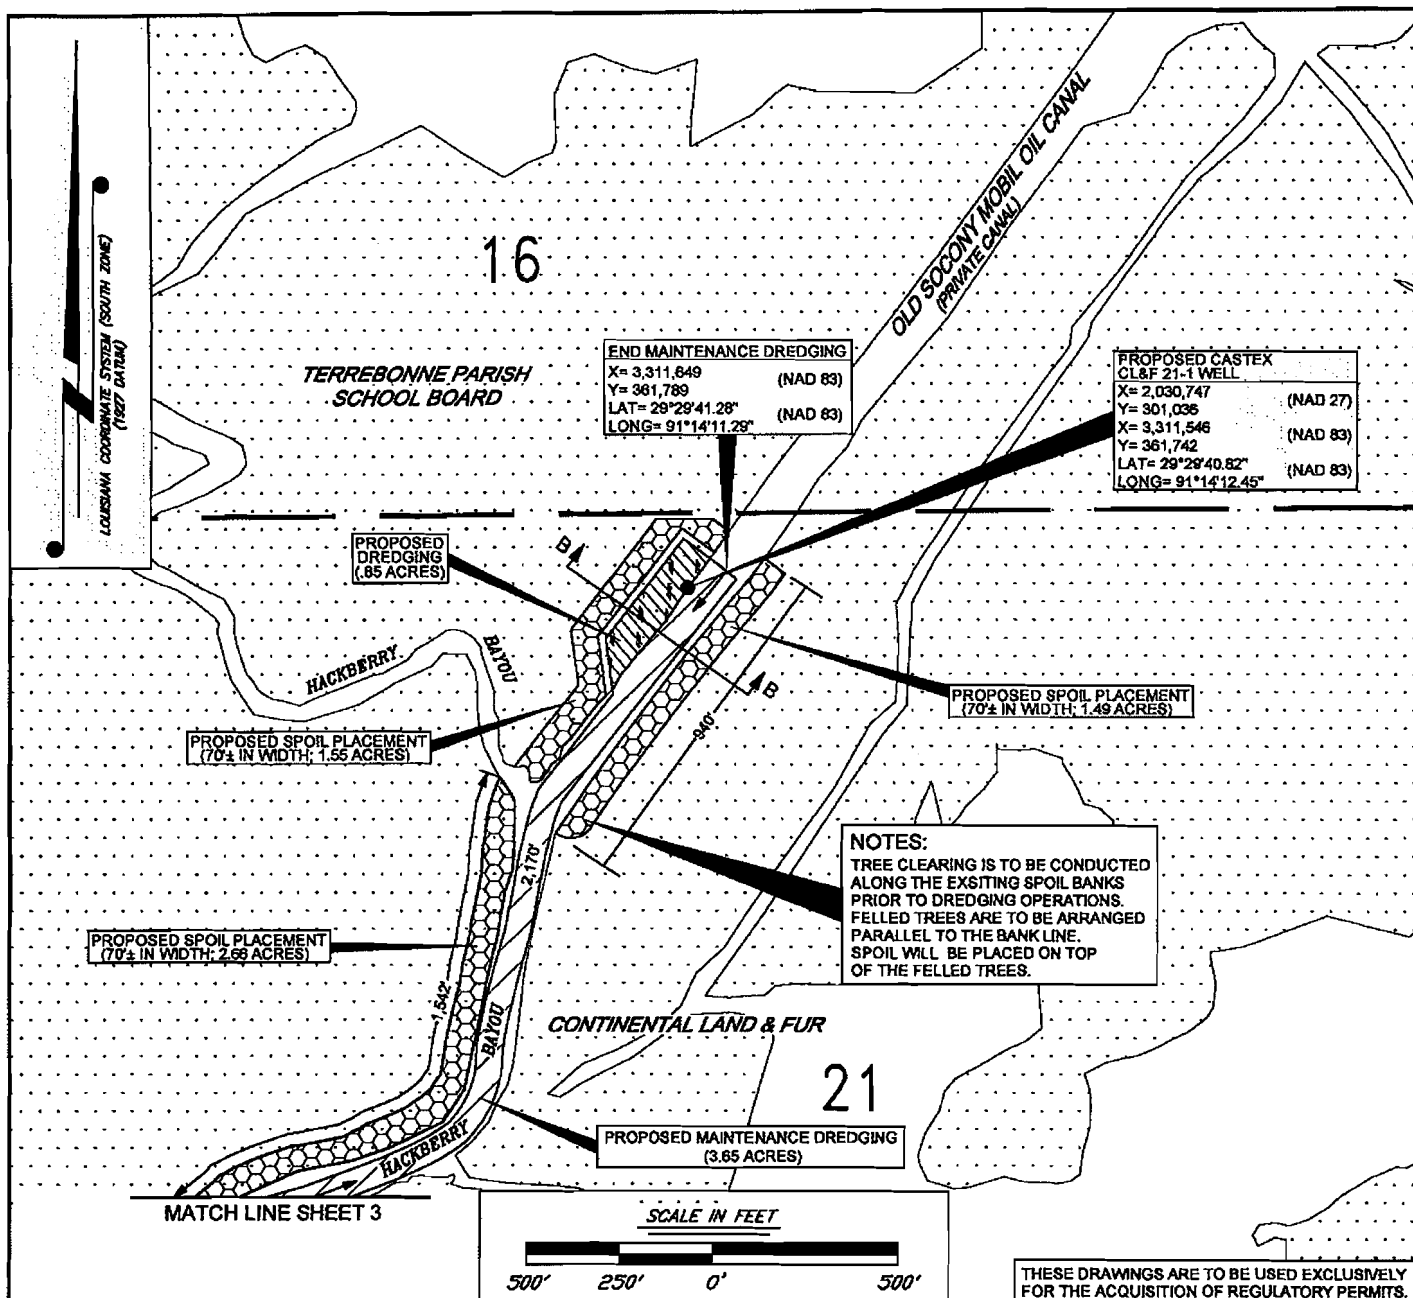 LOUISIANA COORDINATE SYSTEM (SOUTH ZONE)
(1927 DATUM)
16
OLD SOCONY MOBIL OIL CANAL
(PRIVATE CANAL)
TERREBONNE PARISH
SCHOOL BOARD
END MAINTENANCE DREDGING
X= 3,311,649 (NAD 83)
Y= 361,789
LAT= 29°29'41.28" (NAD 83)
LONG= 91°14'11.29"
PROPOSED CASTEX
CL&F 21-1 WELL
X= 2,030,747 (NAD 27)
Y= 301,036
X= 3,311,546 (NAD 83)
Y= 361,742
LAT= 29°29'40.82" (NAD 83)
LONG= 91°14'12.45"
PROPOSED
DREDGING
(.85 ACRES)
B
B
HACKBERRY
BAYOU
PROPOSED SPOIL PLACEMENT
(70'± IN WIDTH; 1.49 ACRES)
940'
PROPOSED SPOIL PLACEMENT
(70'± IN WIDTH; 1.55 ACRES)
NOTES:
TREE CLEARING IS TO BE CONDUCTED
ALONG THE EXSITING SPOIL BANKS
PRIOR TO DREDGING OPERATIONS.
FELLED TREES ARE TO BE ARRANGED
PARALLEL TO THE BANK LINE.
SPOIL WILL BE PLACED ON TOP
OF THE FELLED TREES.
2,170'
PROPOSED SPOIL PLACEMENT
(70'± IN WIDTH; 2.66 ACRES)
1,542'
BAYOU
CONTINENTAL LAND & FUR
21
HACKBERRY
PROPOSED MAINTENANCE DREDGING
(3.65 ACRES)
MATCH LINE SHEET 3
SCALE IN FEET
500' 250' 0' 500'
THESE DRAWINGS ARE TO BE USED EXCLUSIVELY
FOR THE ACQUISITION OF REGULATORY PERMITS.